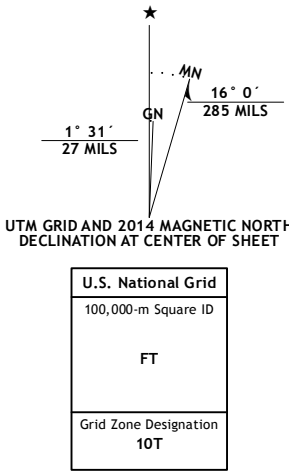 ★
MN
GN
16° 0´
285 MILS
1° 31´
27 MILS
UTM GRID AND 2014 MAGNETIC NORTH
DECLINATION AT CENTER OF SHEET
U.S. National Grid
100,000-m Square ID
FT
Grid Zone Designation
10T